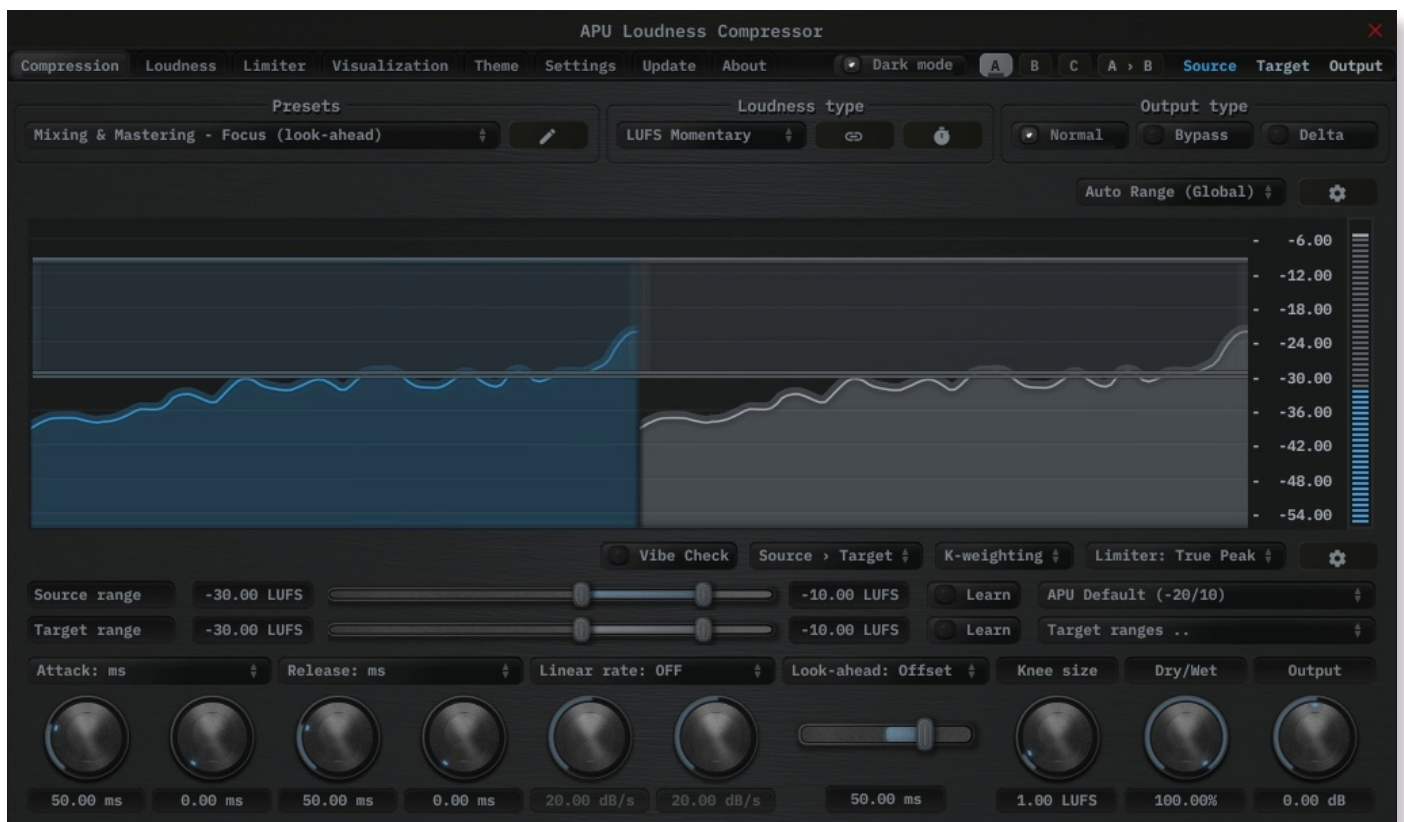 APU Loudness Compressor
Compression Loudness Limiter Visualization Theme Settings Update About Dark mode A B C A › B Source Target Output
Presets Loudness type Output type
Mixing & Mastering - Focus (look-ahead) LUFS Momentary Normal Bypass Delta
Auto Range (Global)
- -6.00
- -12.00
- -18.00
- -24.00
- -30.00
- -36.00
- -42.00
- -48.00
- -54.00
Vibe Check Source › Target K-weighting Limiter: True Peak
Source range -30.00 LUFS -10.00 LUFS Learn APU Default (-20/10)
Target range -30.00 LUFS -10.00 LUFS Learn Target ranges ..
Attack: ms Release: ms Linear rate: OFF Look-ahead: Offset Knee size Dry/Wet Output
50.00 ms 0.00 ms 50.00 ms 0.00 ms 20.00 dB/s 20.00 dB/s 50.00 ms 1.00 LUFS 100.00% 0.00 dB